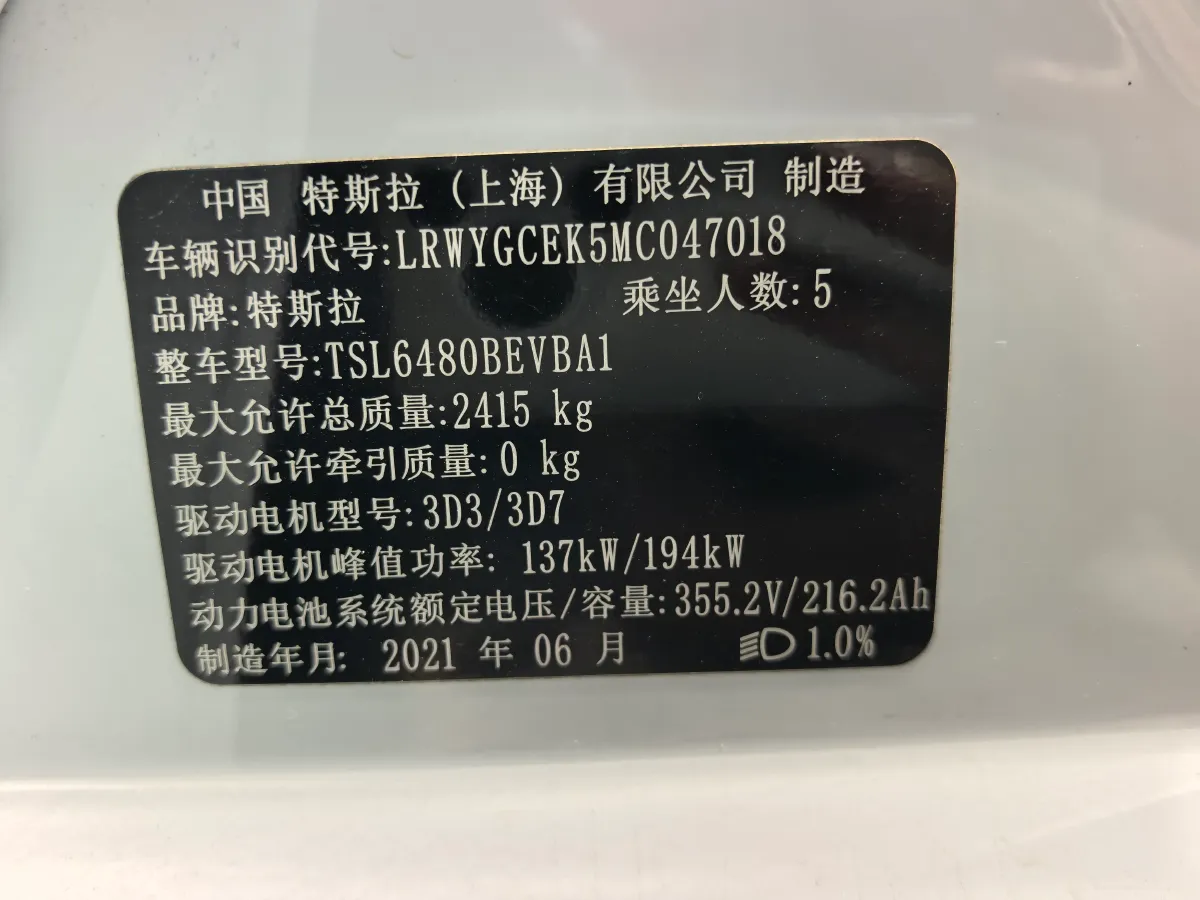 中国 特斯拉（上海）有限公司 制造
车辆识别代号:LRWYGCEK5MC047018
品牌:特斯拉 乘坐人数:5
整车型号:TSL6480BEVBA1
最大允许总质量:2415 kg
最大允许牵引质量:0 kg
驱动电机型号:3D3/3D7
驱动电机峰值功率: 137kW/194kW
动力电池系统额定电压/容量:355.2V/216.2Ah
制造年月: 2021 年 06 月 1.0%